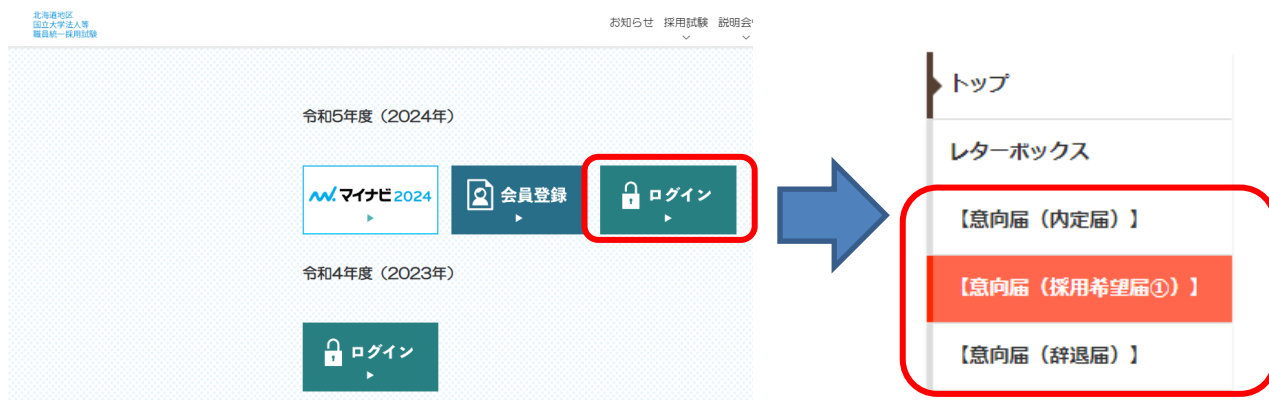 北海道地区
国立大学法人等
職員統一採用試験
お知らせ 採用試験 説明会
令和5年度（2024年）
マイナビ2024
会員登録
ログイン
令和4年度（2023年）
ログイン
トップ
レターボックス
【意向届（内定届）】
【意向届（採用希望届①）】
【意向届（辞退届）】